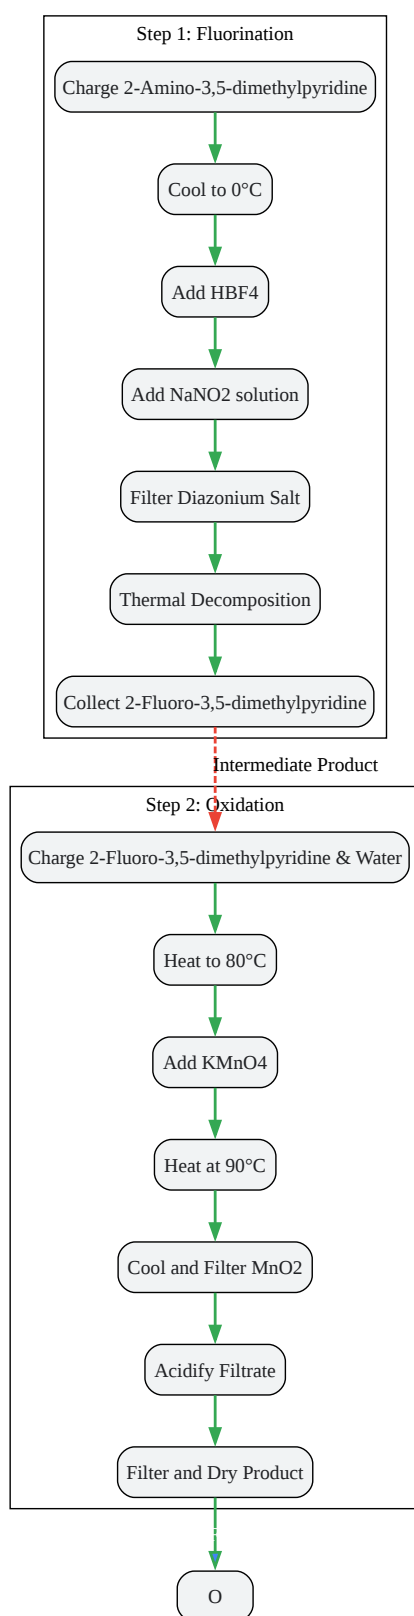 Step 1: Fluorination
Charge 2-Amino-3,5-dimethylpyridine
Cool to 0°C
Add HBF4
Add NaNO2 solution
Filter Diazonium Salt
Thermal Decomposition
Collect 2-Fluoro-3,5-dimethylpyridine
Intermediate Product
Step 2: Oxidation
Charge 2-Fluoro-3,5-dimethylpyridine & Water
Heat to 80°C
Add KMnO4
Heat at 90°C
Cool and Filter MnO2
Acidify Filtrate
Filter and Dry Product
O